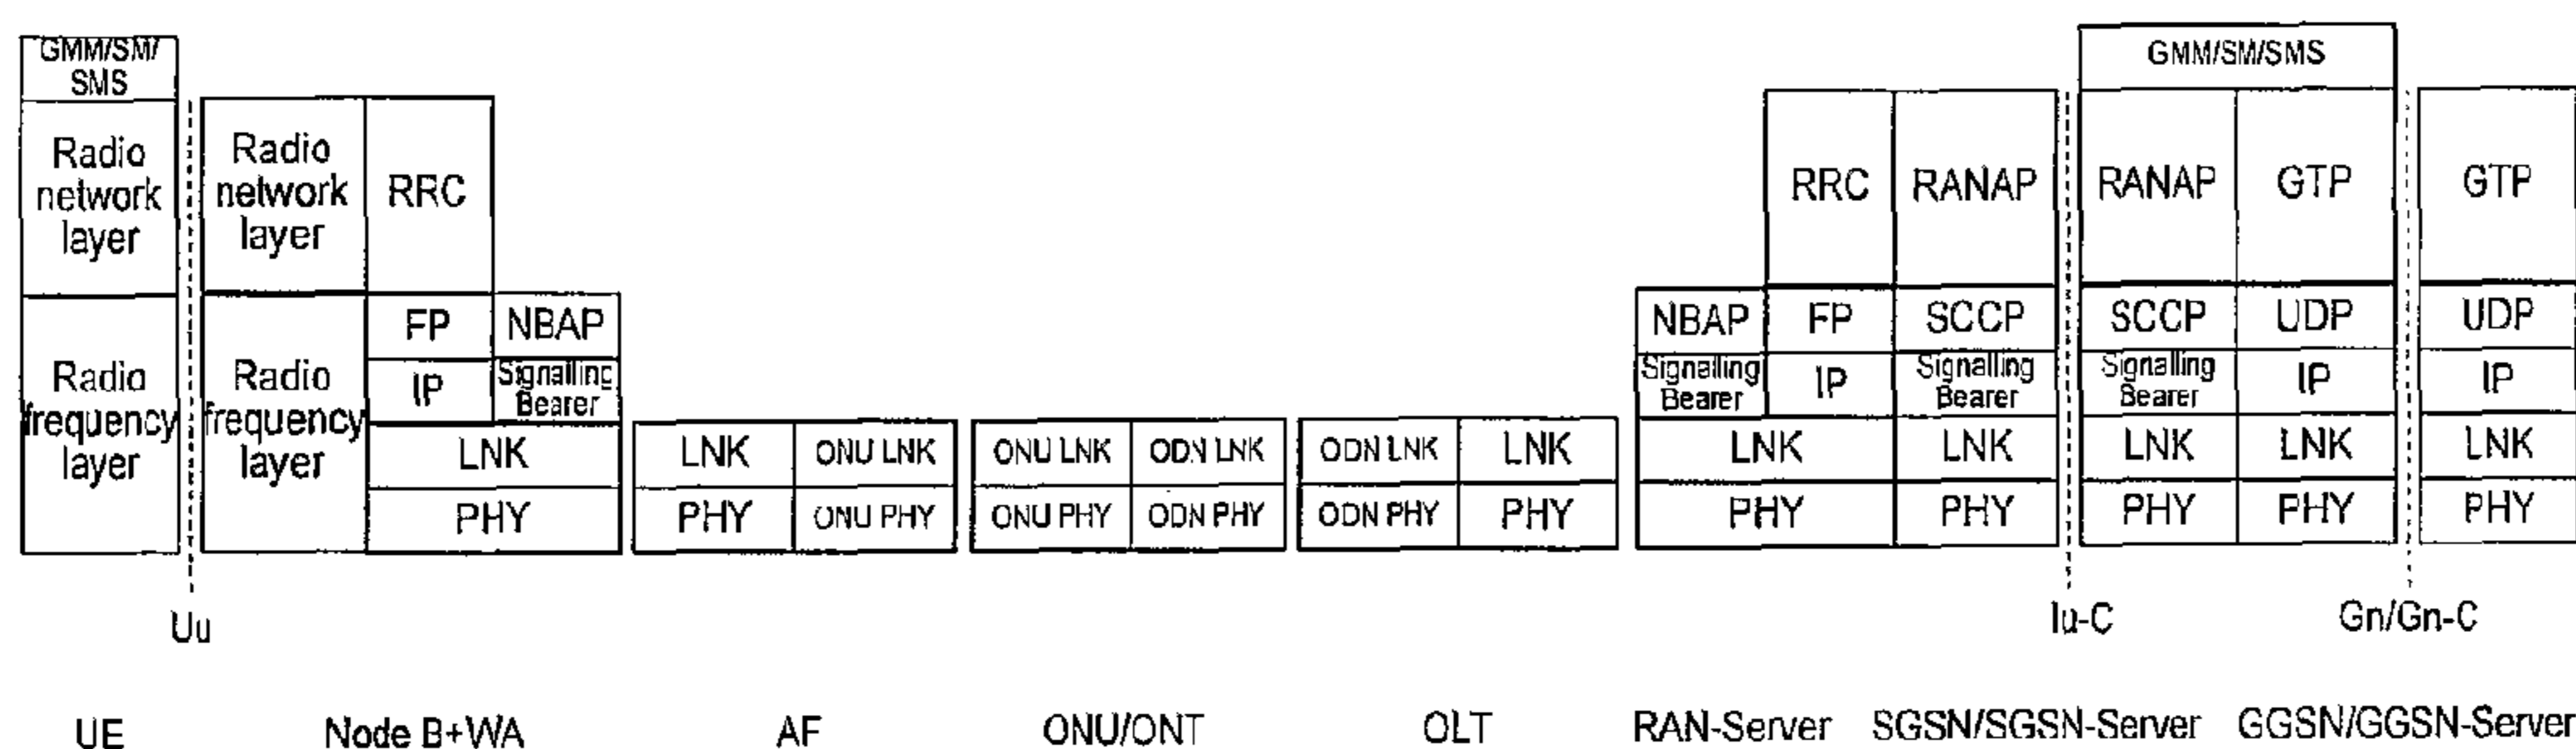 GMM/SM/
SMS
Radio
network
layer
Radio
frequency
layer
Radio
network
layer
Radio
frequency
layer
RRC
FP
NBAP
IP
Signalling
Bearer
LNK
PHY
LNK
ONU LNK
PHY
ONU PHY
ONU LNK
ODN LNK
ONU PHY
ODN PHY
ODN LNK
LNK
ODN PHY
PHY
RRC
RANAP
NBAP
FP
SCCP
Signalling
Bearer
IP
Signalling
Bearer
LNK
LNK
PHY
PHY
GMM/SM/SMS
RANAP
GTP
SCCP
UDP
Signalling
Bearer
IP
LNK
LNK
PHY
PHY
GTP
UDP
IP
LNK
PHY
Uu
Iu-C
Gn/Gn-C
UE
Node B+WA
AF
ONU/ONT
OLT
RAN-Server
SGSN/SGSN-Server
GGSN/GGSN-Server